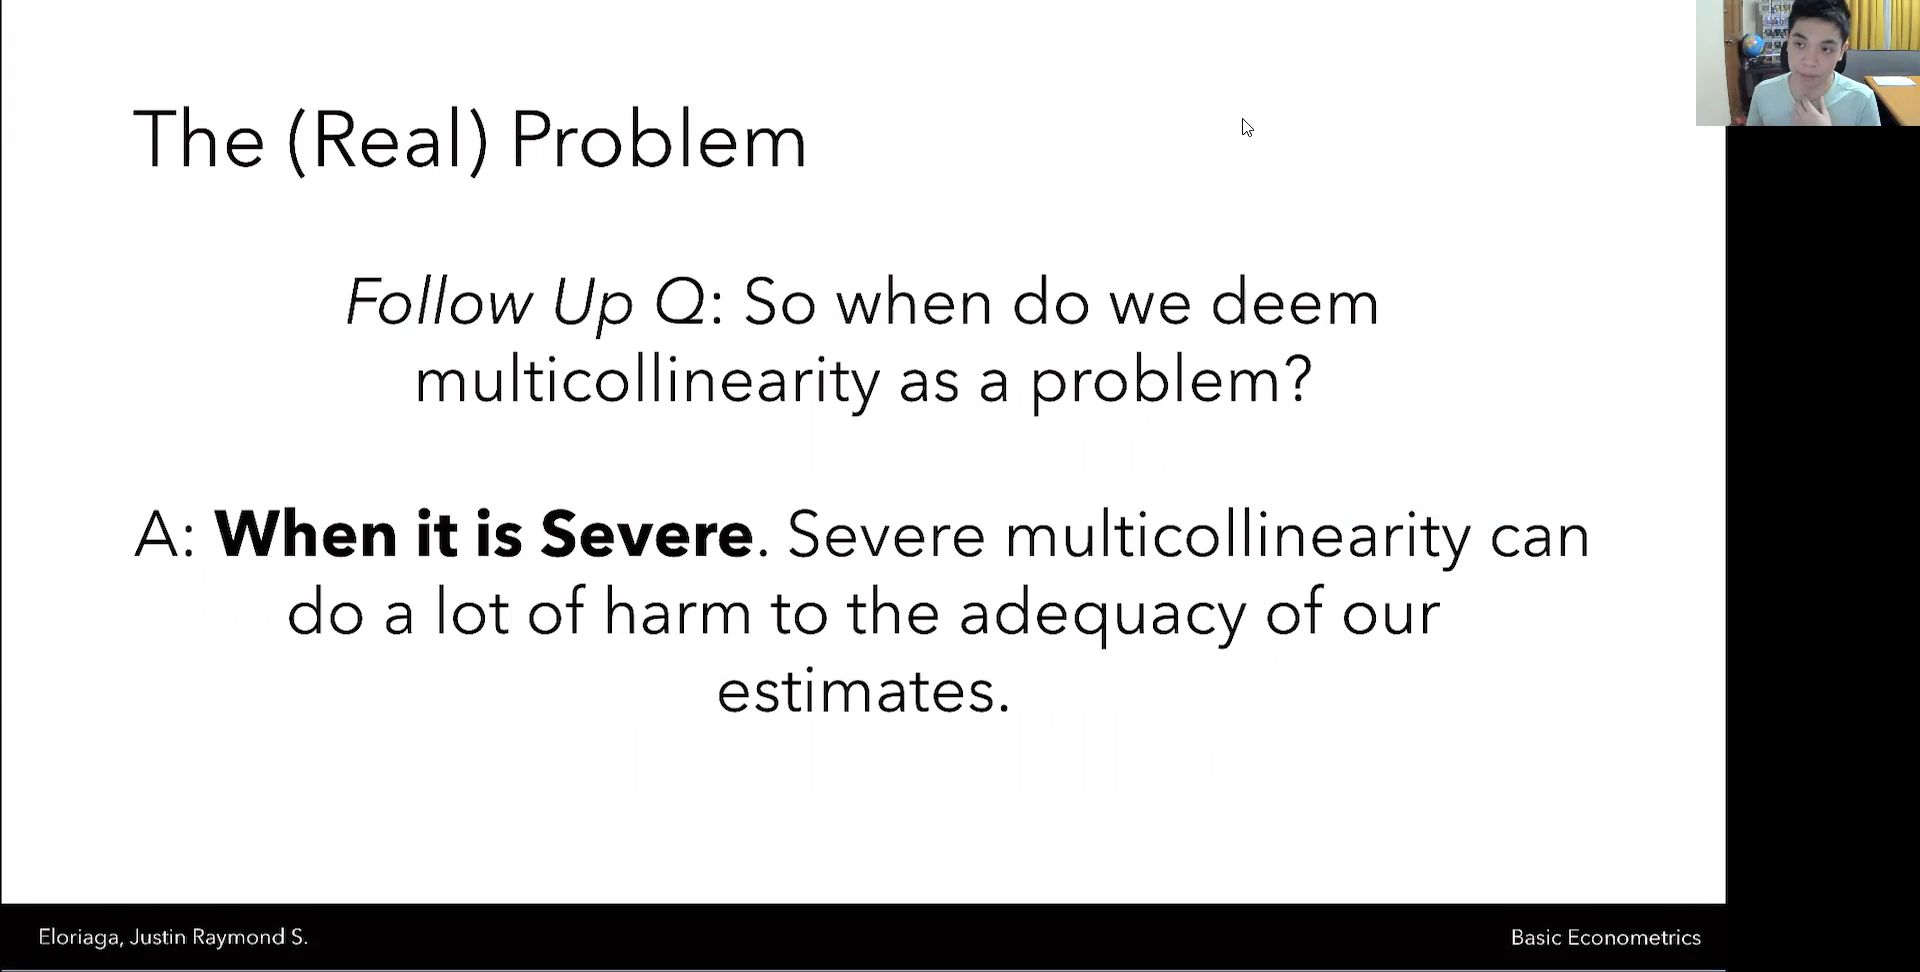 The (Real) Problem
Follow Up Q: So when do we deem
multicollinearity as a problem?
A: When it is Severe. Severe multicollinearity can
do a lot of harm to the adequacy of our
estimates.
Eloriaga, Justin Raymond S.
Basic Econometrics